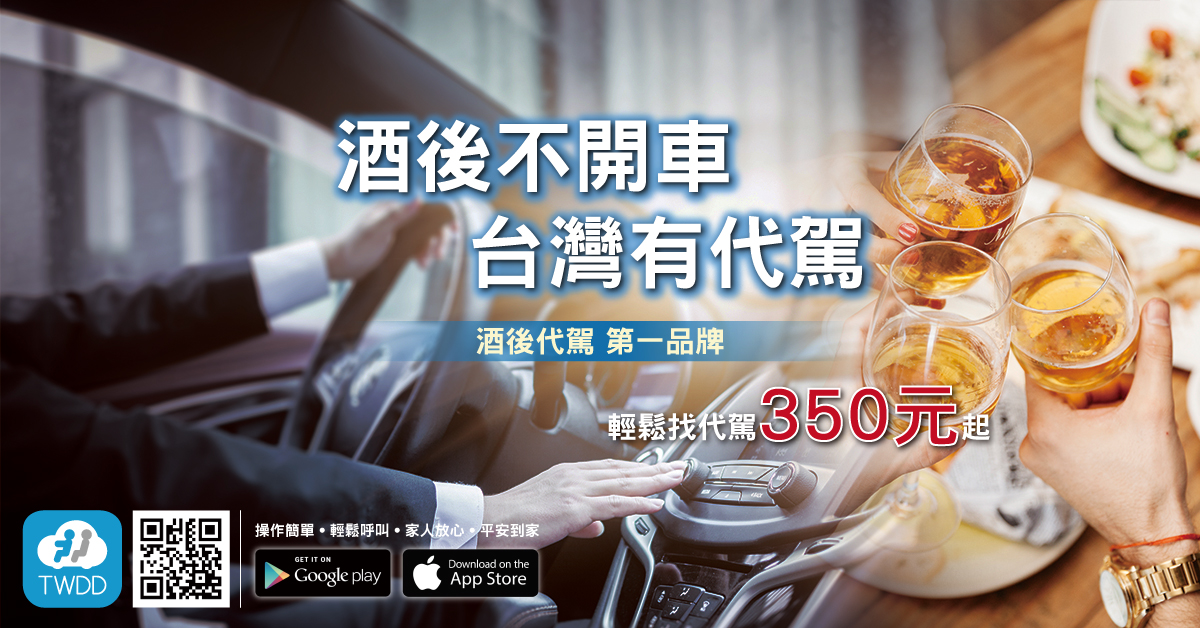 酒後不開車
台灣有代駕
酒後代駕 第一品牌
輕鬆找代駕350元起
操作簡單•輕鬆呼叫•家人放心•平安到家
TWDD
GET IT ON
Google play
Download on the
App Store